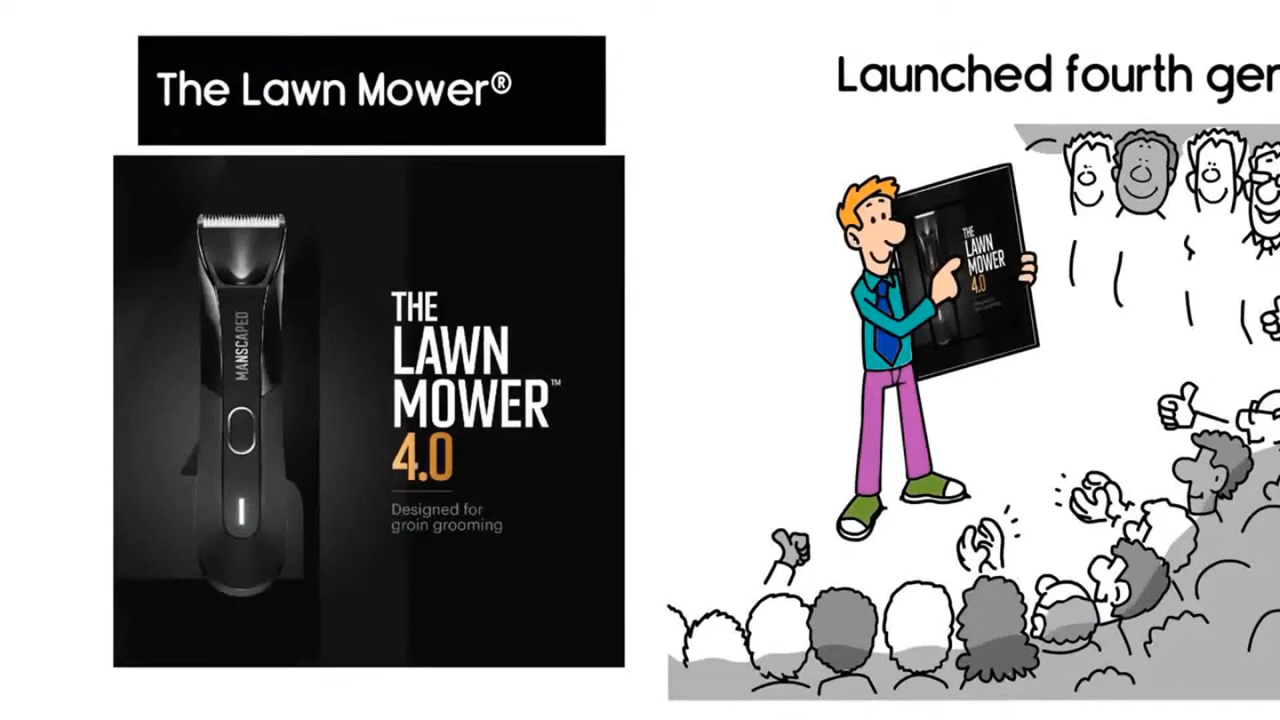 The Lawn Mower®
MANSCAPED
THE
LAWN
MOWER™
4.0
Designed for
groin grooming
Launched fourth ger
THE
LAWN
MOWER
4.0